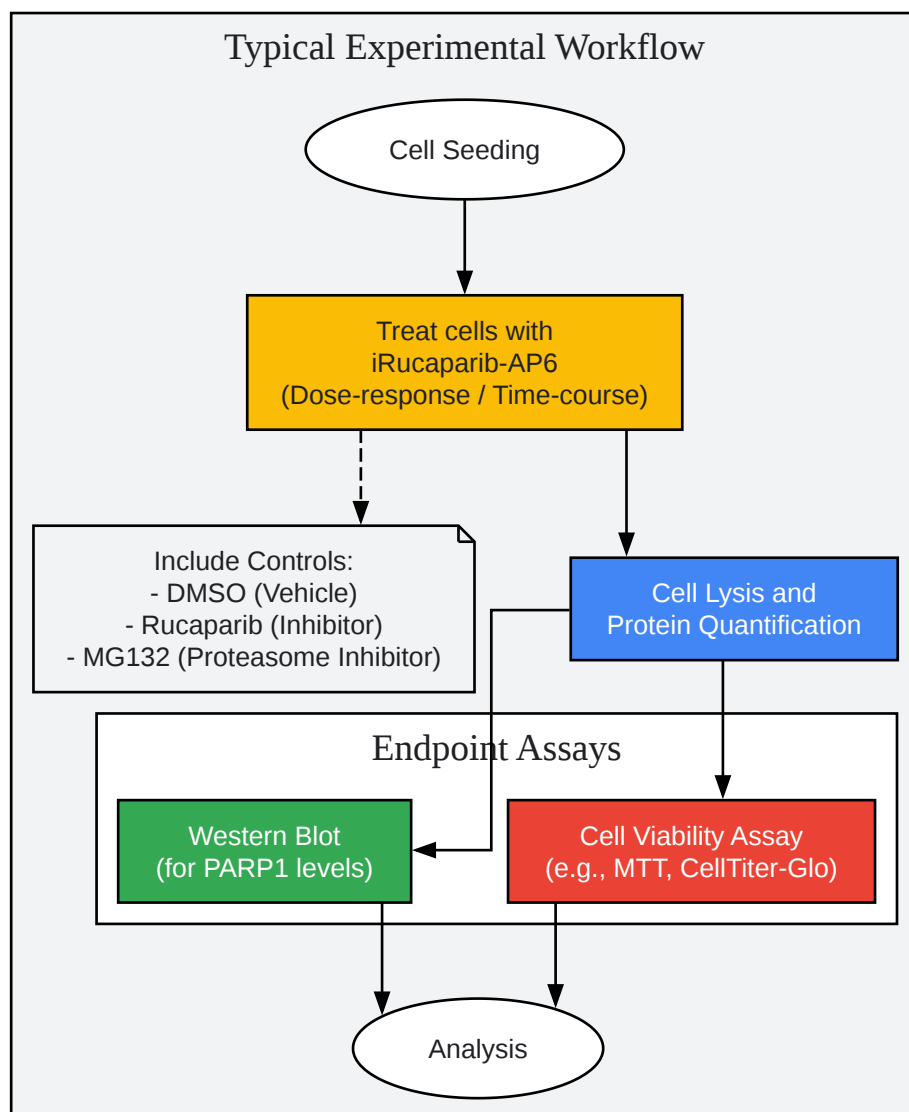 Typical Experimental Workflow
Cell Seeding
Treat cells with
iRucaparib-AP6
(Dose-response / Time-course)
Include Controls:
- DMSO (Vehicle)
- Rucaparib (Inhibitor)
- MG132 (Proteasome Inhibitor)
Cell Lysis and
Protein Quantification
Endpoint Assays
Western Blot
(for PARP1 levels)
Cell Viability Assay
(e.g., MTT, CellTiter-Glo)
Analysis